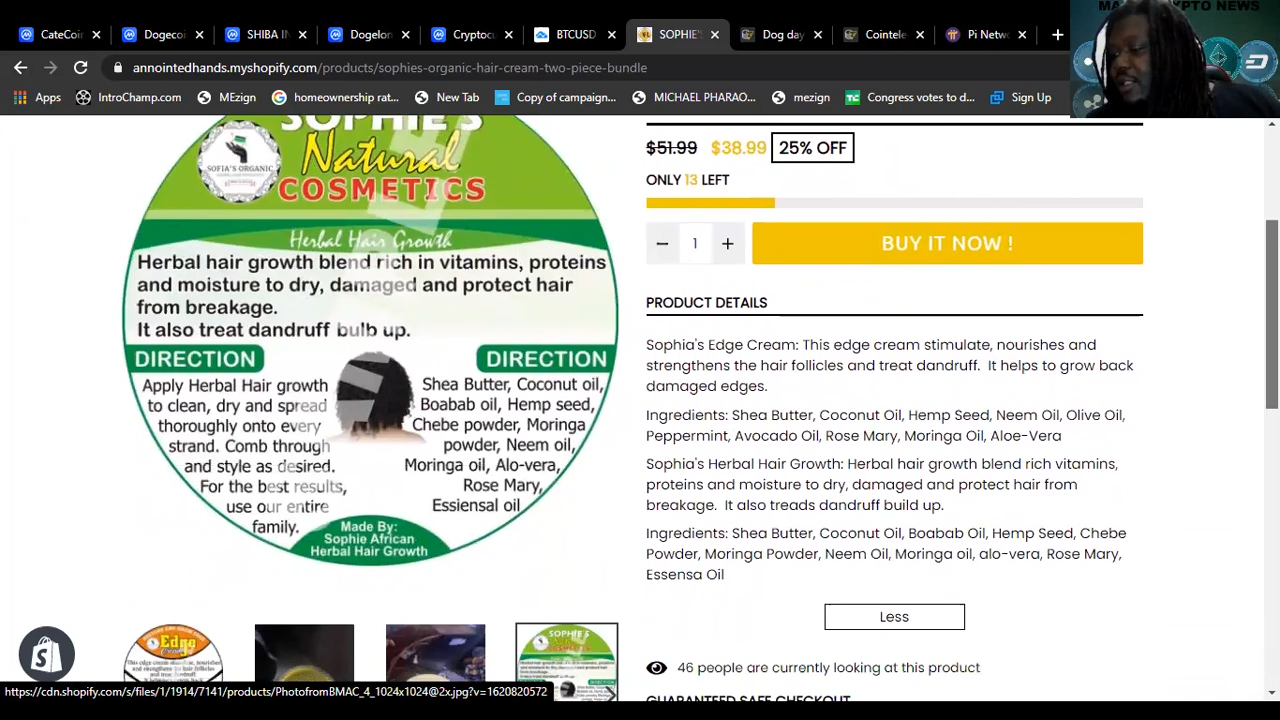 MA
PTO NEWS
CateCoin
Dogecoi
SHIBA IN
Dogelon
Cryptocu
BTCUSD
SOPHIE'S
Dog day
Cointele
Pi Netwo
annointedhands.myshopify.com/products/sophies-organic-hair-cream-two-piece-bundle
Apps
IntroChamp.com
MEzign
homeownership rat...
New Tab
Copy of campaign...
MICHAEL PHARAO...
mezign
Congress votes to d...
Sign Up
SOPHIE'S
Natural
COSMETICS
SOFIA'S ORGANIC
Herbal Hair Growth
Herbal hair growth blend rich in vitamins, proteins
and moisture to dry, damaged and protect hair
from breakage.
It also treat dandruff bulb up.
DIRECTION
Apply Herbal Hair growth
to clean, dry and spread
thoroughly onto every
strand. Comb through
and style as desired.
For the best results,
use our entire
family.
DIRECTION
Shea Butter, Coconut oil,
Boabab oil, Hemp seed,
Chebe powder, Moringa
powder, Neem oil,
Moringa oil, Alo-vera,
Rose Mary,
Essiensal oil
Made By:
Sophie African
Herbal Hair Growth
$51.99 $38.99 25% OFF
ONLY 13 LEFT
1
BUY IT NOW !
PRODUCT DETAILS
Sophia's Edge Cream: This edge cream stimulate, nourishes and
strengthens the hair follicles and treat dandruff. It helps to grow back
damaged edges.
Ingredients: Shea Butter, Coconut Oil, Hemp Seed, Neem Oil, Olive Oil,
Peppermint, Avocado Oil, Rose Mary, Moringa Oil, Aloe-Vera
Sophia's Herbal Hair Growth: Herbal hair growth blend rich vitamins,
proteins and moisture to dry, damaged and protect hair from
breakage. It also treads dandruff build up.
Ingredients: Shea Butter, Coconut Oil, Boabab Oil, Hemp Seed, Chebe
Powder, Moringa Powder, Neem Oil, Moringa oil, alo-vera, Rose Mary,
Essensa Oil
Less
46 people are currently looking at this product
GUARANTEED SAFE CHECKOUT
Edge
SOPHIE'S
https://cdn.shopify.com/s/files/1/1914/7141/products/PhotoRoomBWAC_4_1024x1024@2x.jpg?v=1636320572